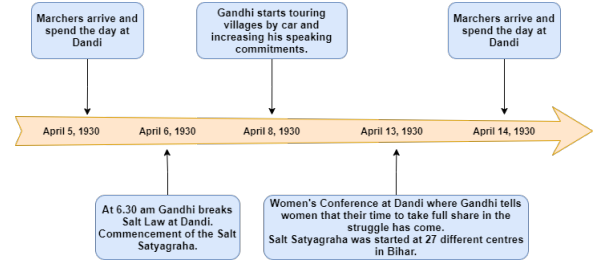 Marchers arrive and
spend the day at
Dandi
Gandhi starts touring
villages by car and
increasing his speaking
commitments.
Marchers arrive and
spend the day at
Dandi
April 5, 1930
April 6, 1930
April 8, 1930
April 13, 1930
April 14, 1930
At 6.30 am Gandhi breaks
Salt Law at Dandi.
Commencement of the Salt
Satyagraha.
Women's Conference at Dandi where Gandhi tells
women that their time to take full share in the
struggle has come.
Salt Satyagraha was started at 27 different centres
in Bihar.